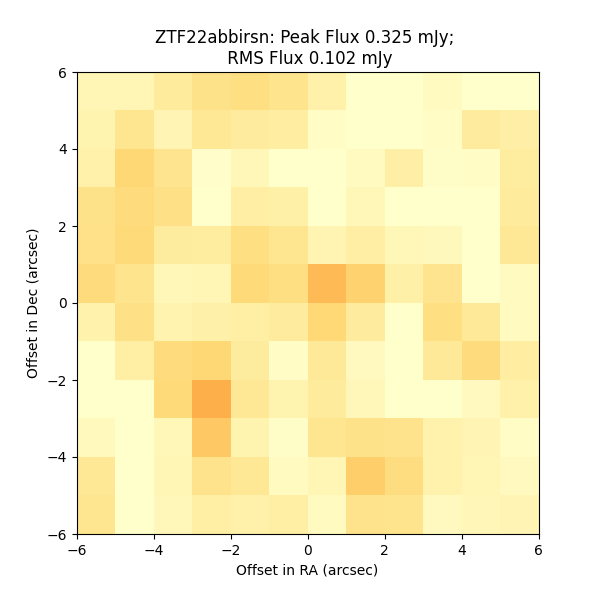 ZTF22abbirsn: Peak Flux 0.325 mJy;
RMS Flux 0.102 mJy
6
4
2
0
−2
−4
−6
Offset in Dec (arcsec)
−6 −4 −2 0 2 4 6
Offset in RA (arcsec)